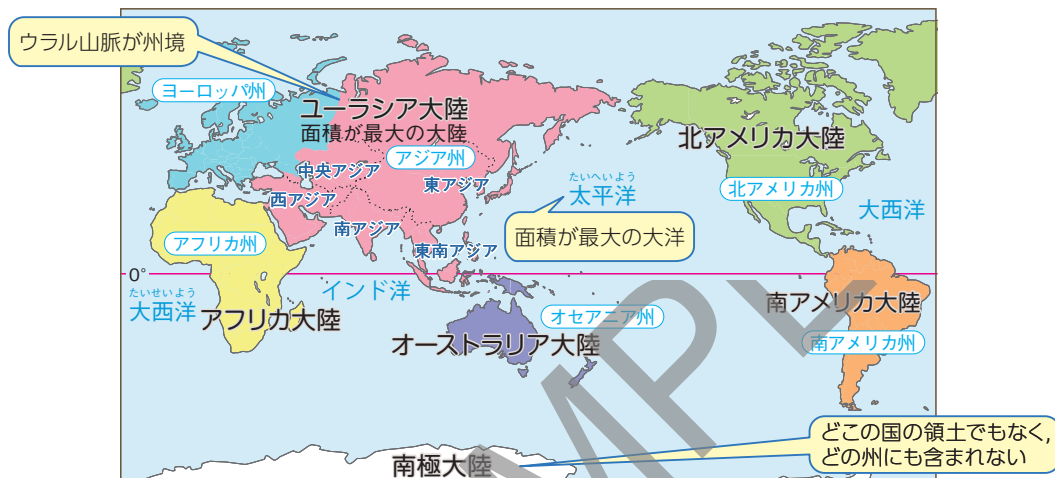 ウラル山脈が州境
ヨーロッパ州
ユーラシア大陸
面積が最大の大陸
アジア州
中央アジア
西アジア
東アジア
南アジア
東南アジア
北アメリカ大陸
北アメリカ州
たいへいよう
太平洋
面積が最大の大洋
大西洋
アフリカ州
0°
インド洋
たいせいよう
大西洋
アフリカ大陸
オセアニア州
オーストラリア大陸
南アメリカ大陸
南アメリカ州
南極大陸
どこの国の領土でもなく，
どの州にも含まれない